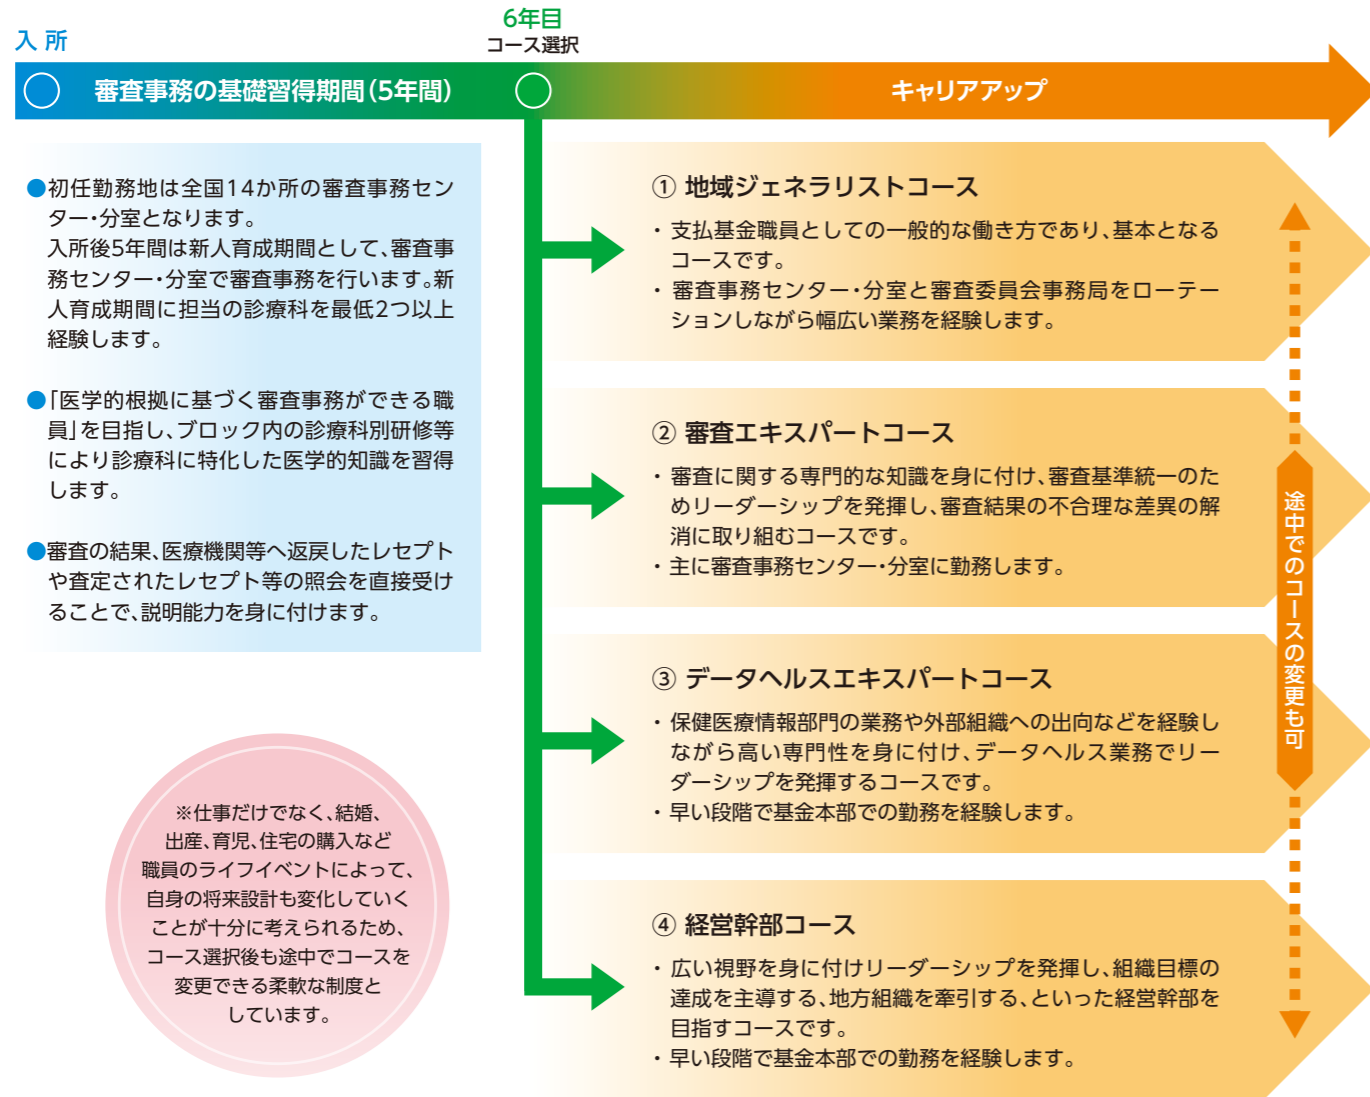 入 所
6年目
コース選択
審査事務の基礎習得期間（5年間）
キャリアアップ
●初任勤務地は全国14か所の審査事務セン
ター・分室となります。
入所後5年間は新人育成期間として、審査事
務センター・分室で審査事務を行います。新
人育成期間に担当の診療科を最低2つ以上
経験します。
●「医学的根拠に基づく審査事務ができる職
員」を目指し、ブロック内の診療科別研修等
により診療科に特化した医学的知識を習得
します。
●審査の結果、医療機関等へ返戻したレセプト
や査定されたレセプト等の照会を直接受け
ることで、説明能力を身に付けます。
※仕事だけでなく、結婚、
出産、育児、住宅の購入など
職員のライフイベントによって、
自身の将来設計も変化していく
ことが十分に考えられるため、
コース選択後も途中でコースを
変更できる柔軟な制度と
しています。
① 地域ジェネラリストコース
・ 支払基金職員としての一般的な働き方であり、基本となる
コースです。
・ 審査事務センター・分室と審査委員会事務局をローテー
ションしながら幅広い業務を経験します。
② 審査エキスパートコース
・ 審査に関する専門的な知識を身に付け、審査基準統一のた
めリーダーシップを発揮し、審査結果の不合理な差異の解
消に取り組むコースです。
・ 主に審査事務センター・分室に勤務します。
③ データヘルスエキスパートコース
・ 保健医療情報部門の業務や外部組織への出向などを経験し
ながら高い専門性を身に付け、データヘルス業務でリー
ダーシップを発揮するコースです。
・ 早い段階で基金本部での勤務を経験します。
④ 経営幹部コース
・ 広い視野を身に付けリーダーシップを発揮し、組織目標の
達成を主導する、地方組織を牽引する、といった経営幹部を
目指すコースです。
・ 早い段階で基金本部での勤務を経験します。
途中でのコースの変更も可